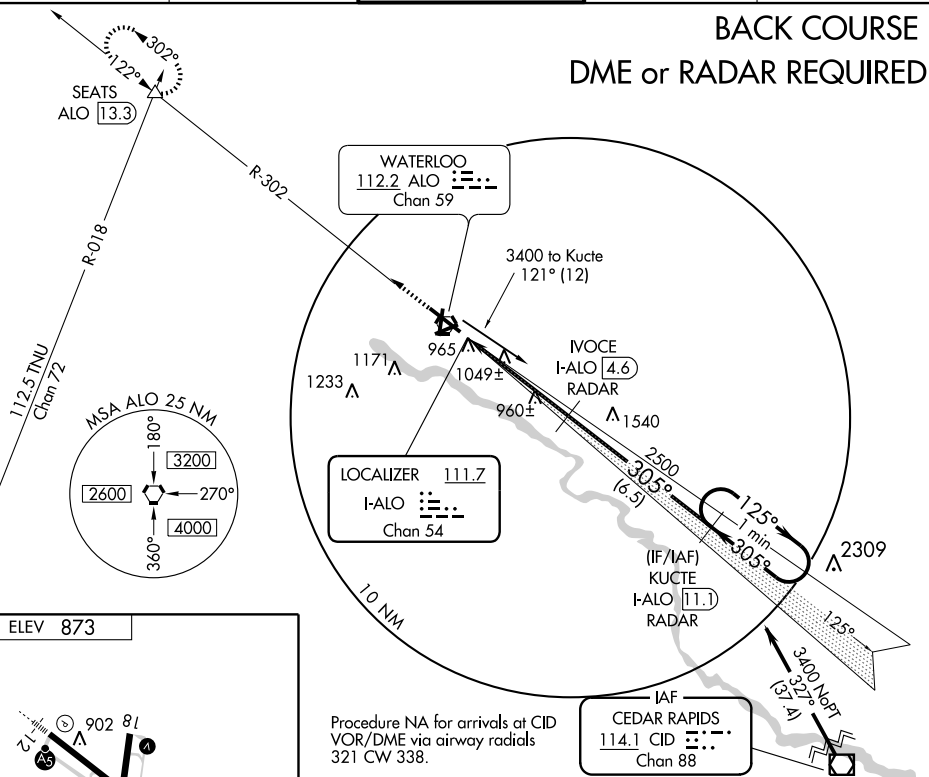 BACK COURSE
DME or RADAR REQUIRED
302°
122°
SEATS
ALO 13.3
R-302
WATERLOO
112.2 ALO
Chan 59
R-018
112.5 TNU
Chan 72
3400 to Kucte
121° (12)
965
1049±
1171
1233
960±
IVOCE
I-ALO 4.6
RADAR
1540
MSA ALO 25 NM
180°
3200
2600
270°
4000
360°
LOCALIZER 111.7
I-ALO
Chan 54
2500
305°
(6.5)
125°
1 min
305°
2309
(IF/IAF)
KUCTE
I-ALO 11.1
RADAR
125°
10 NM
3400 NoPT
327°
(37.4)
IAF
CEDAR RAPIDS
114.1 CID
Chan 88
Procedure NA for arrivals at CID
VOR/DME via airway radials
321 CW 338.
ELEV 873
P
902
18
V
12
A5